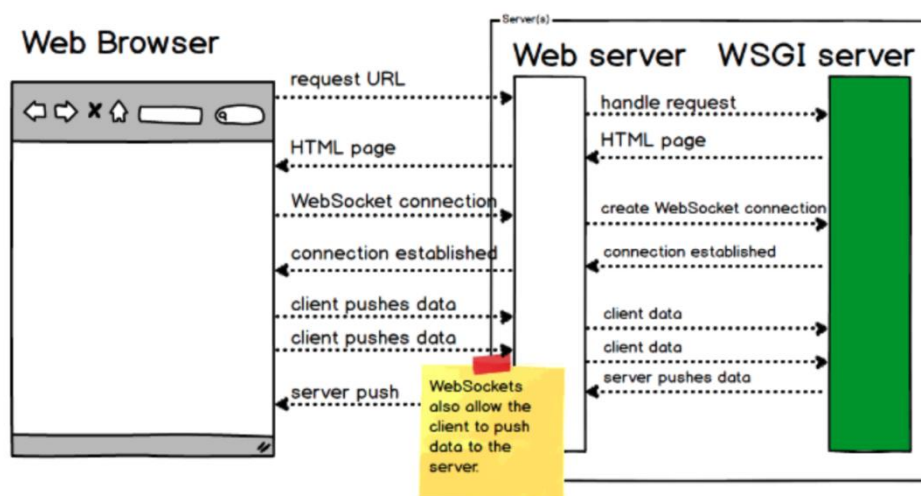 Server(s)
Web Browser
Web server
WSGI server
request URL
handle request
HTML page
HTML page
WebSocket connection
create WebSocket connection
connection established
connection established
client pushes data
client data
client pushes data
client data
server pushes data
server push
WebSockets
also allow the
client to push
data to the
server.